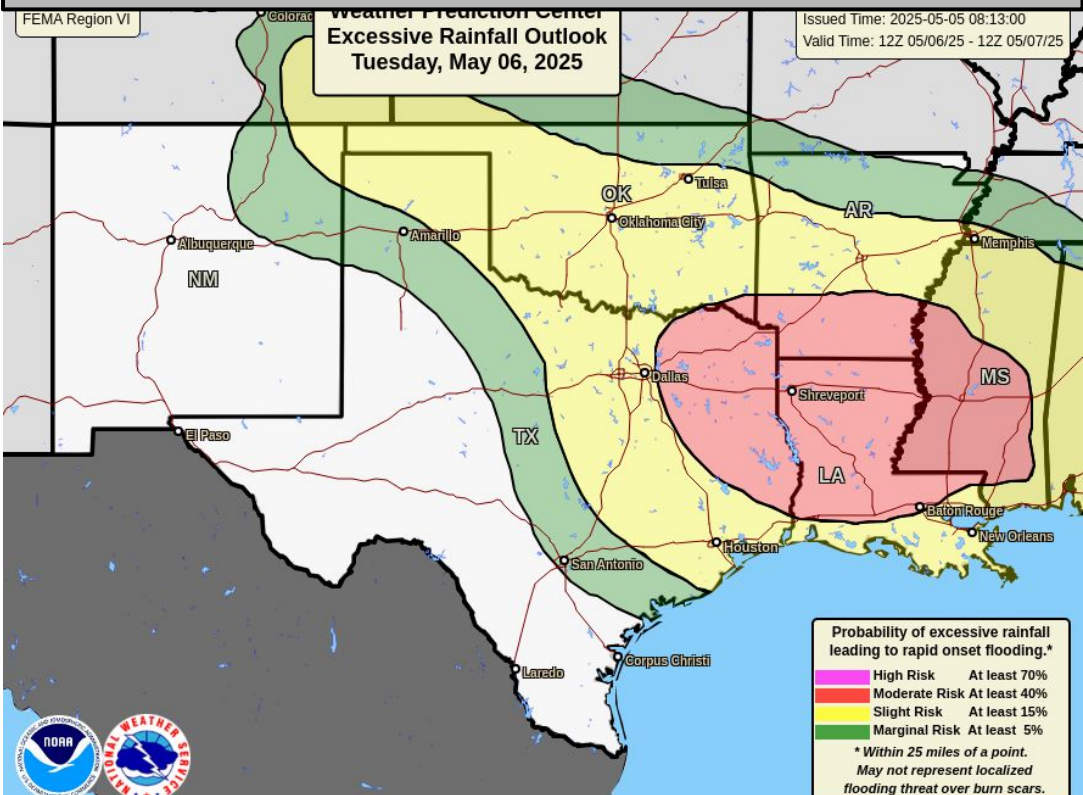 FEMA Region VI
Weather Prediction Center
Excessive Rainfall Outlook
Tuesday, May 06, 2025
Issued Time: 2025-05-05 08:13:00
Valid Time: 12Z 05/06/25 - 12Z 05/07/25
Colorad
Tulsa
OK
Oklahoma City
AR
Memphis
Albuquerque
Amarillo
NM
Dallas
MS
Shreveport
El Paso
TX
LA
Baton Rouge
New Orleans
Houston
San Antonio
Corpus Christi
Laredo
Probability of excessive rainfall
leading to rapid onset flooding.*
High Risk At least 70%
Moderate Risk At least 40%
Slight Risk At least 15%
Marginal Risk At least 5%
* Within 25 miles of a point.
May not represent localized
flooding threat over burn scars.
NOAA
NATIONAL WEATHER SERVICE